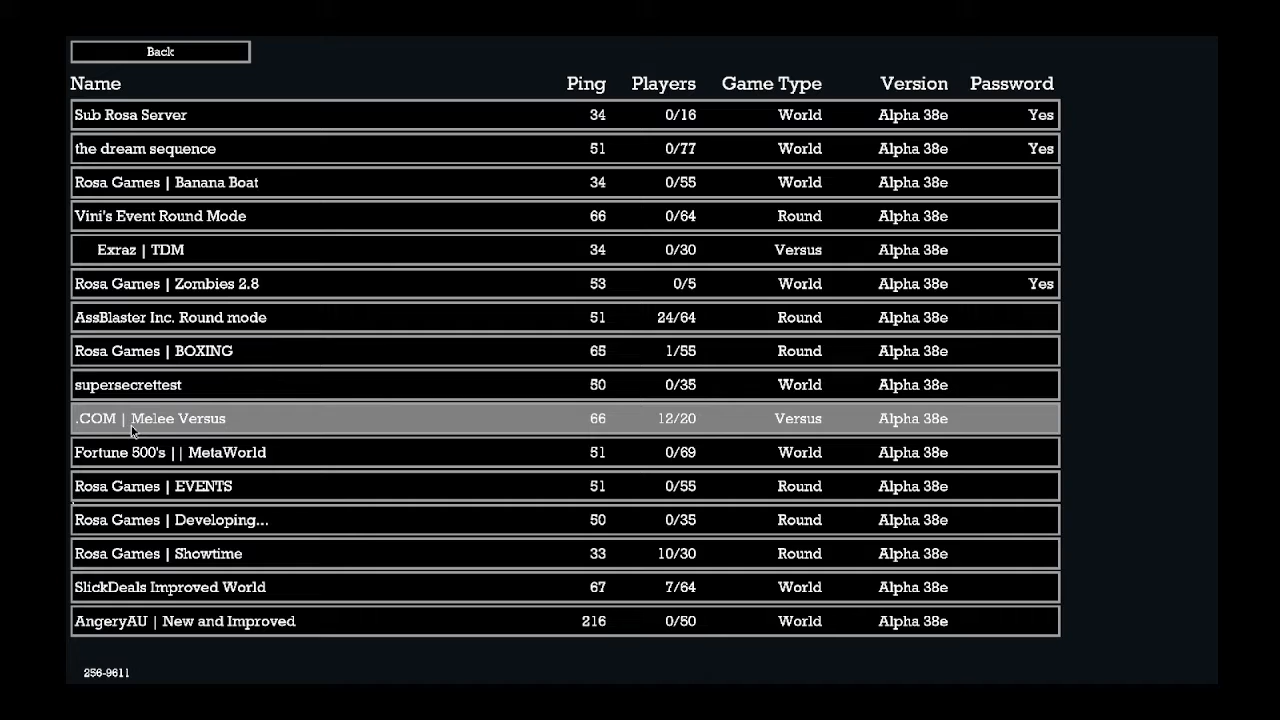 Back
Name Ping Players Game Type Version Password
Sub Rosa Server 34 0/16 World Alpha 38e Yes
the dream sequence 51 0/77 World Alpha 38e Yes
Rosa Games | Banana Boat 34 0/55 World Alpha 38e
Vini's Event Round Mode 66 0/64 Round Alpha 38e
Exraz | TDM 34 0/30 Versus Alpha 38e
Rosa Games | Zombies 2.8 53 0/5 World Alpha 38e Yes
AssBlaster Inc. Round mode 51 24/64 Round Alpha 38e
Rosa Games | BOXING 65 1/55 Round Alpha 38e
supersecrettest 50 0/35 World Alpha 38e
.COM | Melee Versus 66 12/20 Versus Alpha 38e
Fortune 500's || MetaWorld 51 0/69 World Alpha 38e
Rosa Games | EVENTS 51 0/55 Round Alpha 38e
Rosa Games | Developing... 50 0/35 Round Alpha 38e
Rosa Games | Showtime 33 10/30 Round Alpha 38e
SlickDeals Improved World 67 7/64 World Alpha 38e
AngeryAU | New and Improved 216 0/50 World Alpha 38e
256-9611